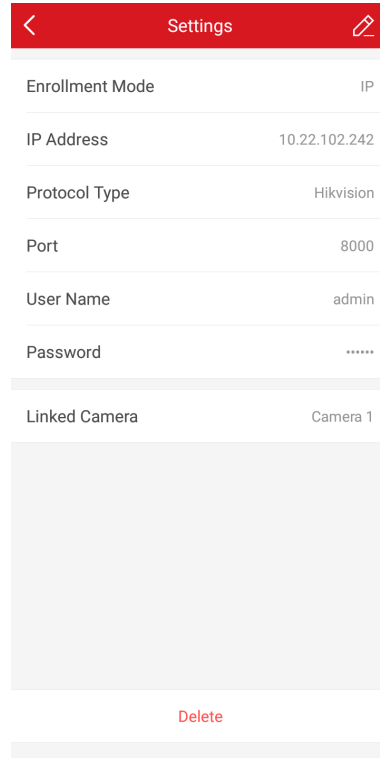 Settings
Enrollment Mode IP
IP Address 10.22.102.242
Protocol Type Hikvision
Port 8000
User Name admin
Password ••••••
Linked Camera Camera 1
Delete